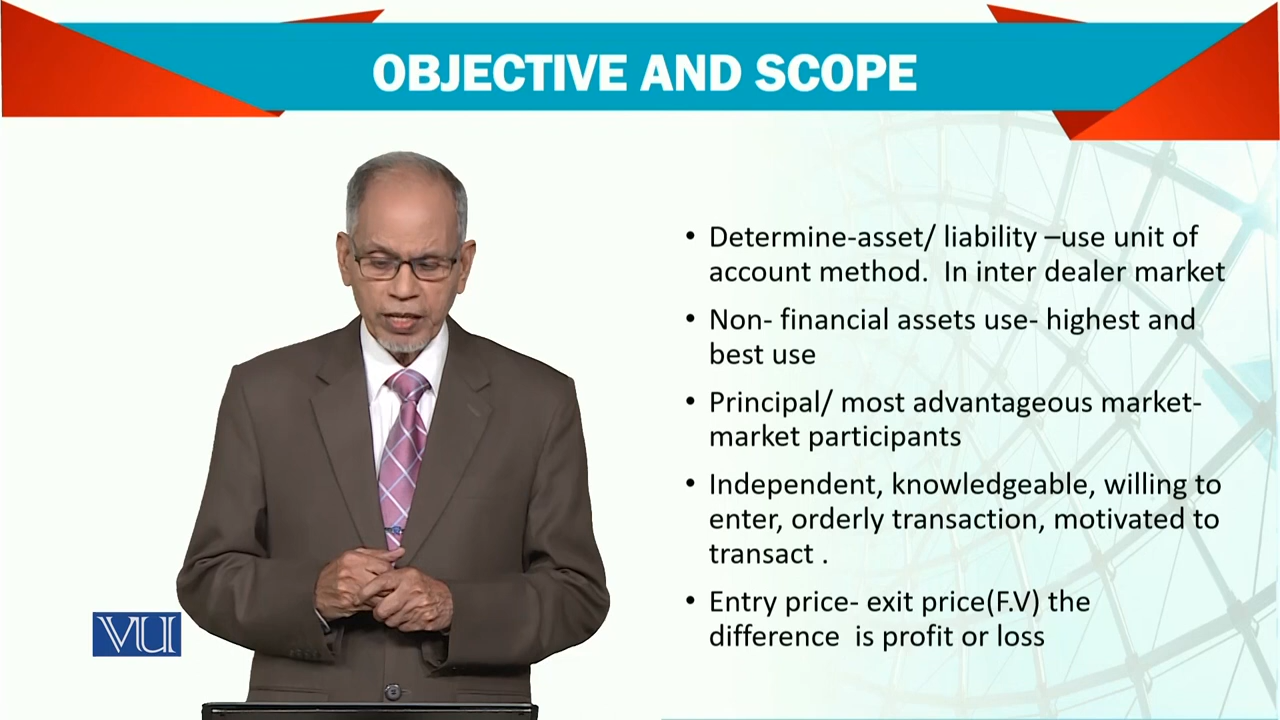 OBJECTIVE AND SCOPE
• Determine-asset/ liability –use unit of
account method.  In inter dealer market
• Non- financial assets use- highest and
best use
• Principal/ most advantageous market-
market participants
• Independent, knowledgeable, willing to
enter, orderly transaction, motivated to
transact .
• Entry price- exit price(F.V) the
difference  is profit or loss
VU